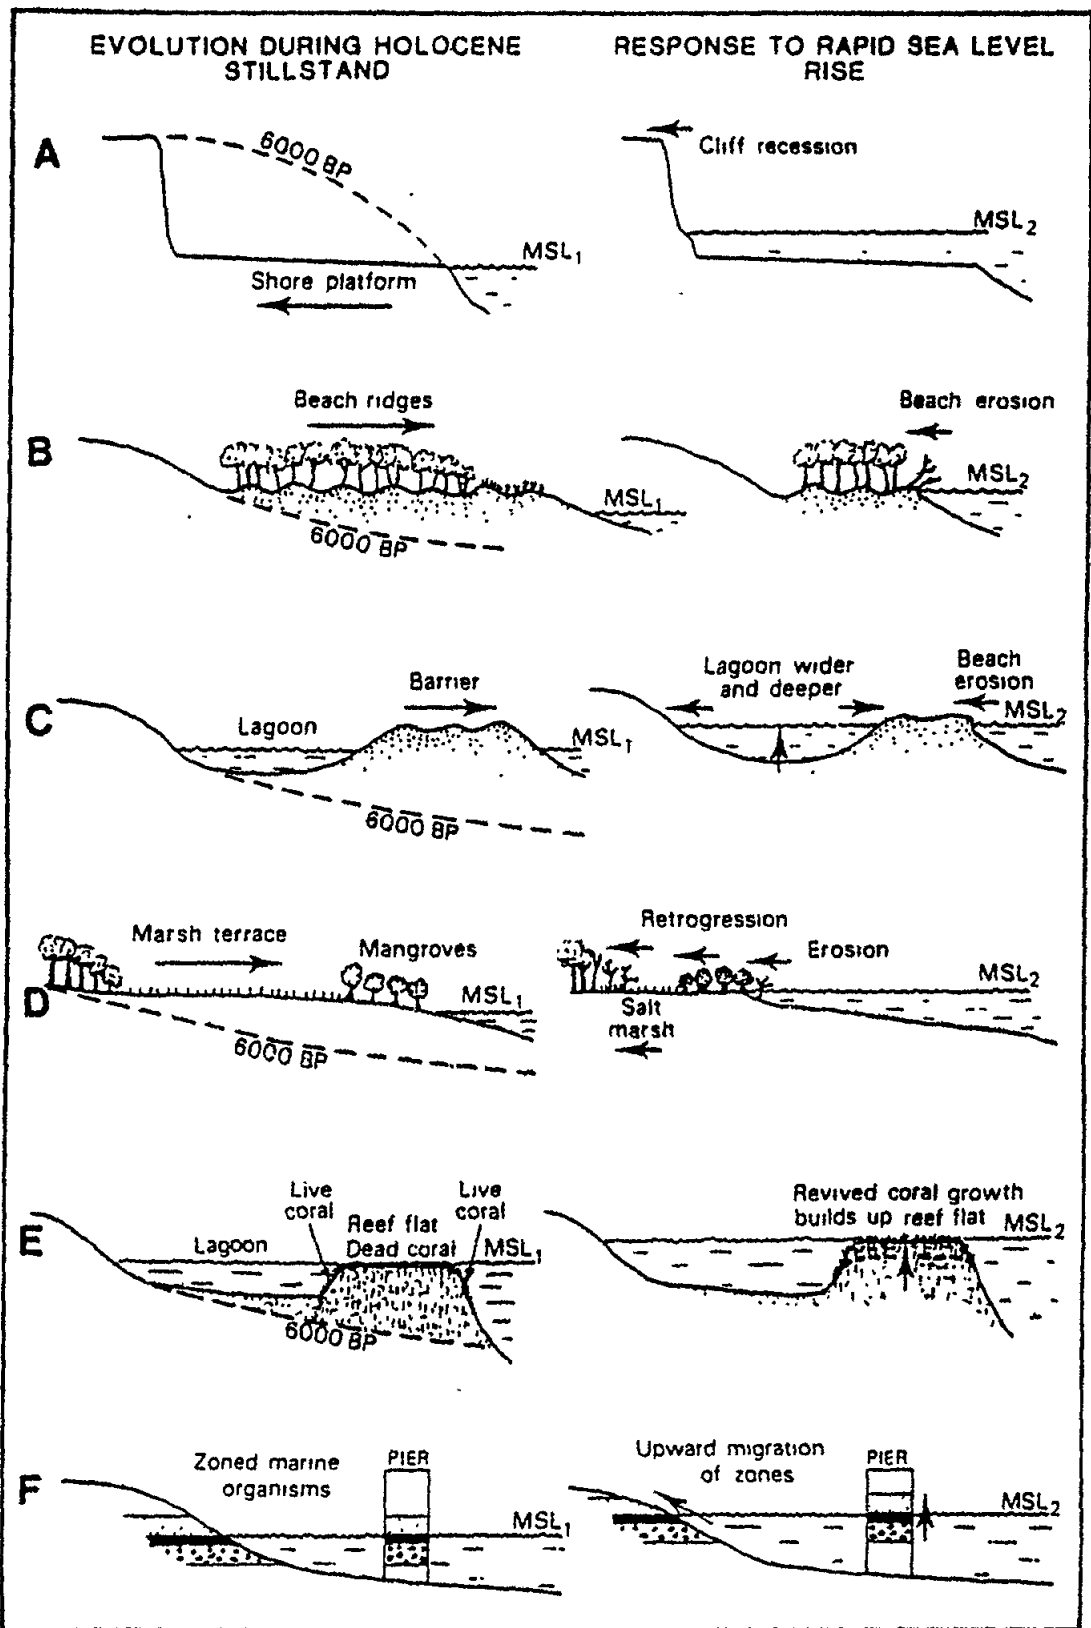 EVOLUTION DURING HOLOCENE
STILLSTAND
RESPONSE TO RAPID SEA LEVEL
RISE
A
6000 BP
MSL1
Shore platform
Cliff recession
MSL2
B
Beach ridges
MSL1
6000 BP
Beach erosion
MSL2
C
Lagoon
Barrier
MSL1
6000 BP
Lagoon wider
and deeper
Beach
erosion
MSL2
D
Marsh terrace
Mangroves
MSL1
6000 BP
Retrogression
Erosion
MSL2
Salt
marsh
E
Lagoon
Live
coral
Reef flat
Dead coral
Live
coral
MSL1
6000 BP
Revived coral growth
builds up reef flat
MSL2
F
Zoned marine
organisms
PIER
MSL1
Upward migration
of zones
PIER
MSL2